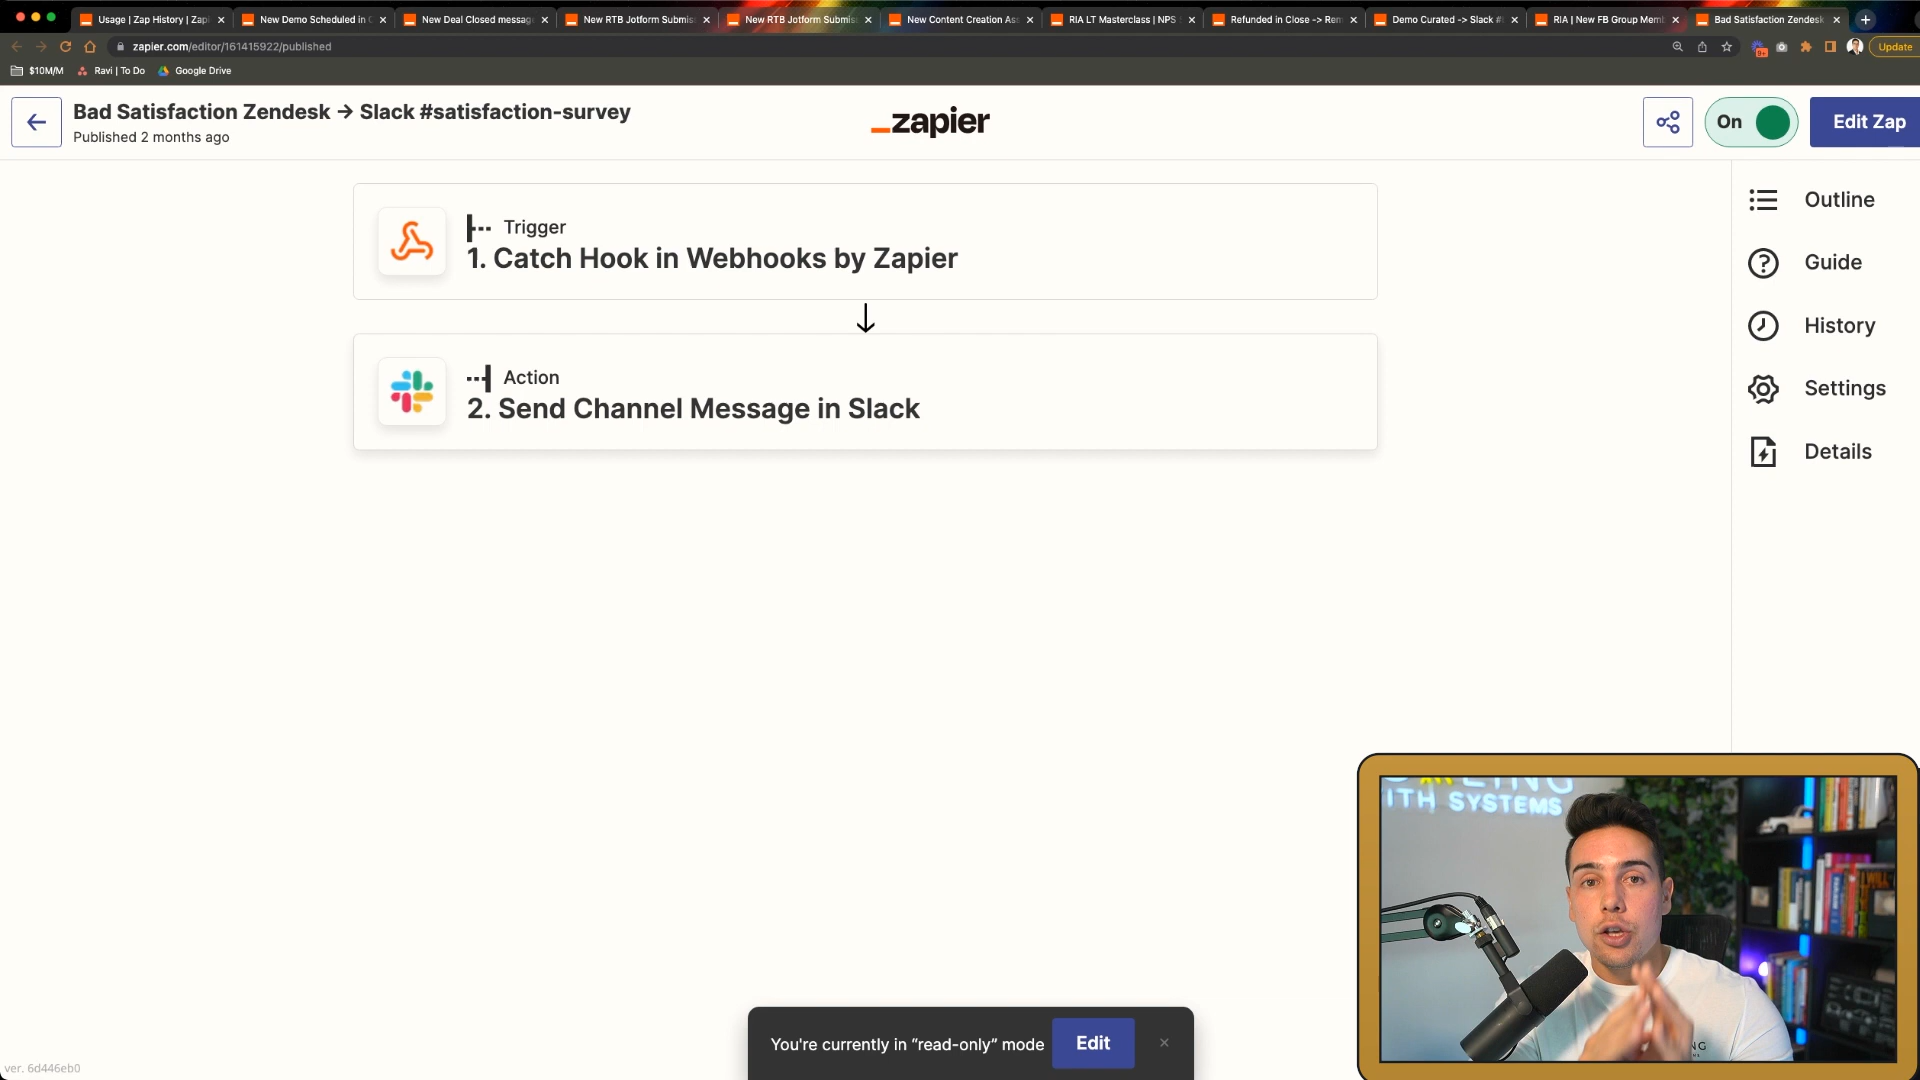 Usage | Zap History | Zapi
New Demo Scheduled in C
New Deal Closed messag
New RTB Jotform Submis
New RTB Jotform Submis
New Content Creation As
RIA LT Masterclass | NPS
Refunded in Close -> Rem
Demo Curated -> Slack #
RIA | New FB Group Mem
Bad Satisfaction Zendesk
zapier.com/editor/161415922/published
Update
$10M/M
Ravi | To Do
Google Drive
Bad Satisfaction Zendesk → Slack #satisfaction-survey
Published 2 months ago
_zapier
On
Edit Zap
Trigger
1. Catch Hook in Webhooks by Zapier
Action
2. Send Channel Message in Slack
Outline
Guide
History
Settings
Details
ITH SYSTEMS
You're currently in “read-only” mode
Edit
ver. 6d446eb0